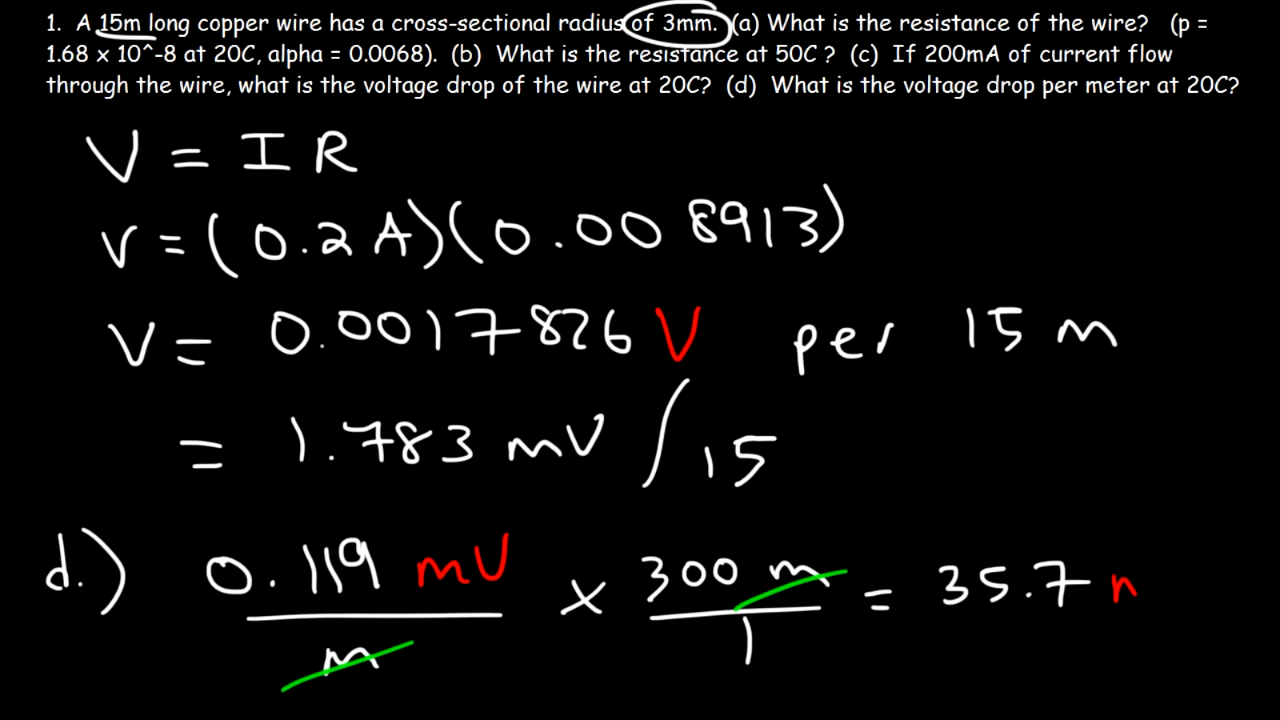 1. A 15m long copper wire has a cross-sectional radius of 3mm. (a) What is the resistance of the wire? (p =
1.68 x 10^-8 at 20C, alpha = 0.0068). (b) What is the resistance at 50C ? (c) If 200mA of current flow
through the wire, what is the voltage drop of the wire at 20C? (d) What is the voltage drop per meter at 20C?
V = IR
V = (0.2A)(0.008913)
V = 0.0017826 V per 15 m
= 1.783 mV / 15
d.) 0.119 mV / m x 300 m / 1 = 35.7 n